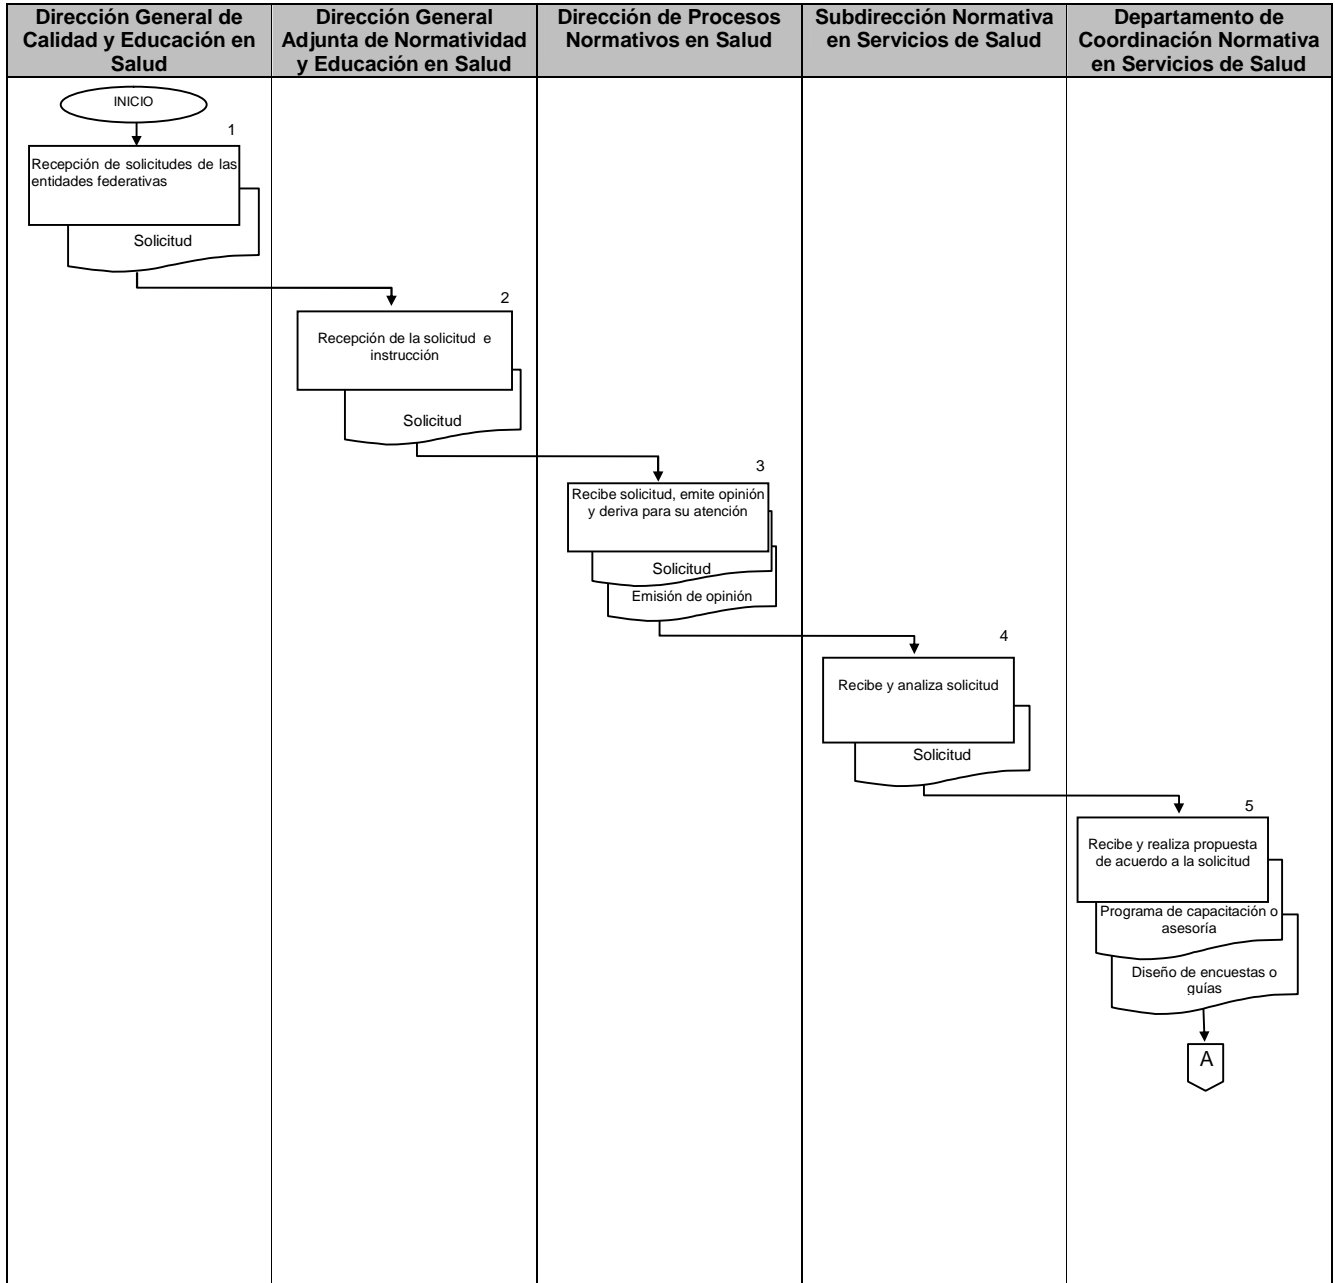 Dirección General de
Calidad y Educación en
Salud
Dirección General
Adjunta de Normatividad
y Educación en Salud
Dirección de Procesos
Normativos en Salud
Subdirección Normativa
en Servicios de Salud
Departamento de
Coordinación Normativa
en Servicios de Salud
INICIO
1
Recepción de solicitudes de las
entidades federativas
Solicitud
2
Recepción de la solicitud e
instrucción
Solicitud
3
Recibe solicitud, emite opinión
y deriva para su atención
Solicitud
Emisión de opinión
4
Recibe y analiza solicitud
Solicitud
5
Recibe y realiza propuesta
de acuerdo a la solicitud
Programa de capacitación o
asesoría
Diseño de encuestas o
guías
A